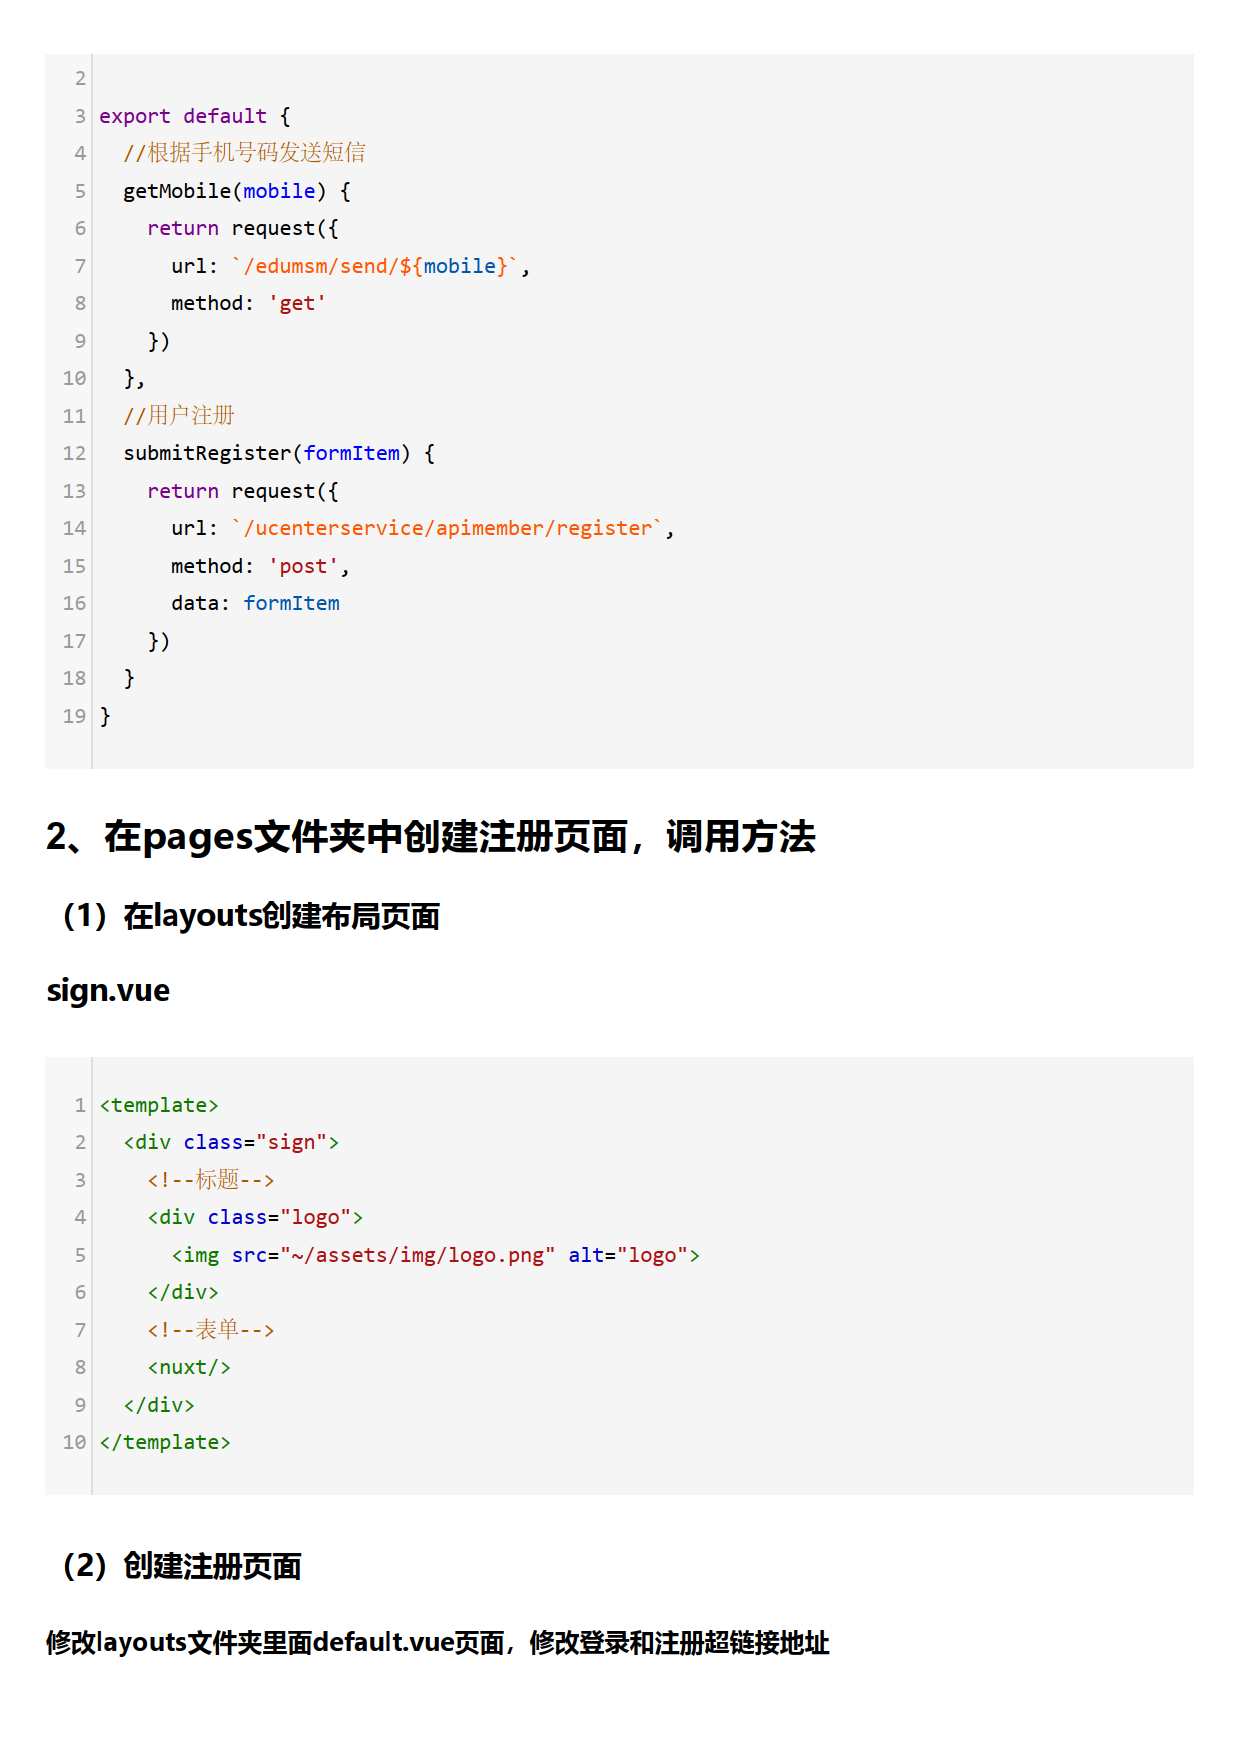 2
3 export default {
4   //根据手机号码发送短信
5   getMobile(mobile) {
6     return request({
7       url: `/edumsm/send/${mobile}`,
8       method: 'get'
9     })
10   },
11   //用户注册
12   submitRegister(formItem) {
13     return request({
14       url: `/ucenterservice/apimember/register`,
15       method: 'post',
16       data: formItem
17     })
18   }
19 }
2、在pages文件夹中创建注册页面，调用方法
（1）在layouts创建布局页面
sign.vue
1 <template>
2   <div class="sign">
3     <!--标题-->
4     <div class="logo">
5       <img src="~/assets/img/logo.png" alt="logo">
6     </div>
7     <!--表单-->
8     <nuxt/>
9   </div>
10 </template>
（2）创建注册页面
修改layouts文件夹里面default.vue页面，修改登录和注册超链接地址